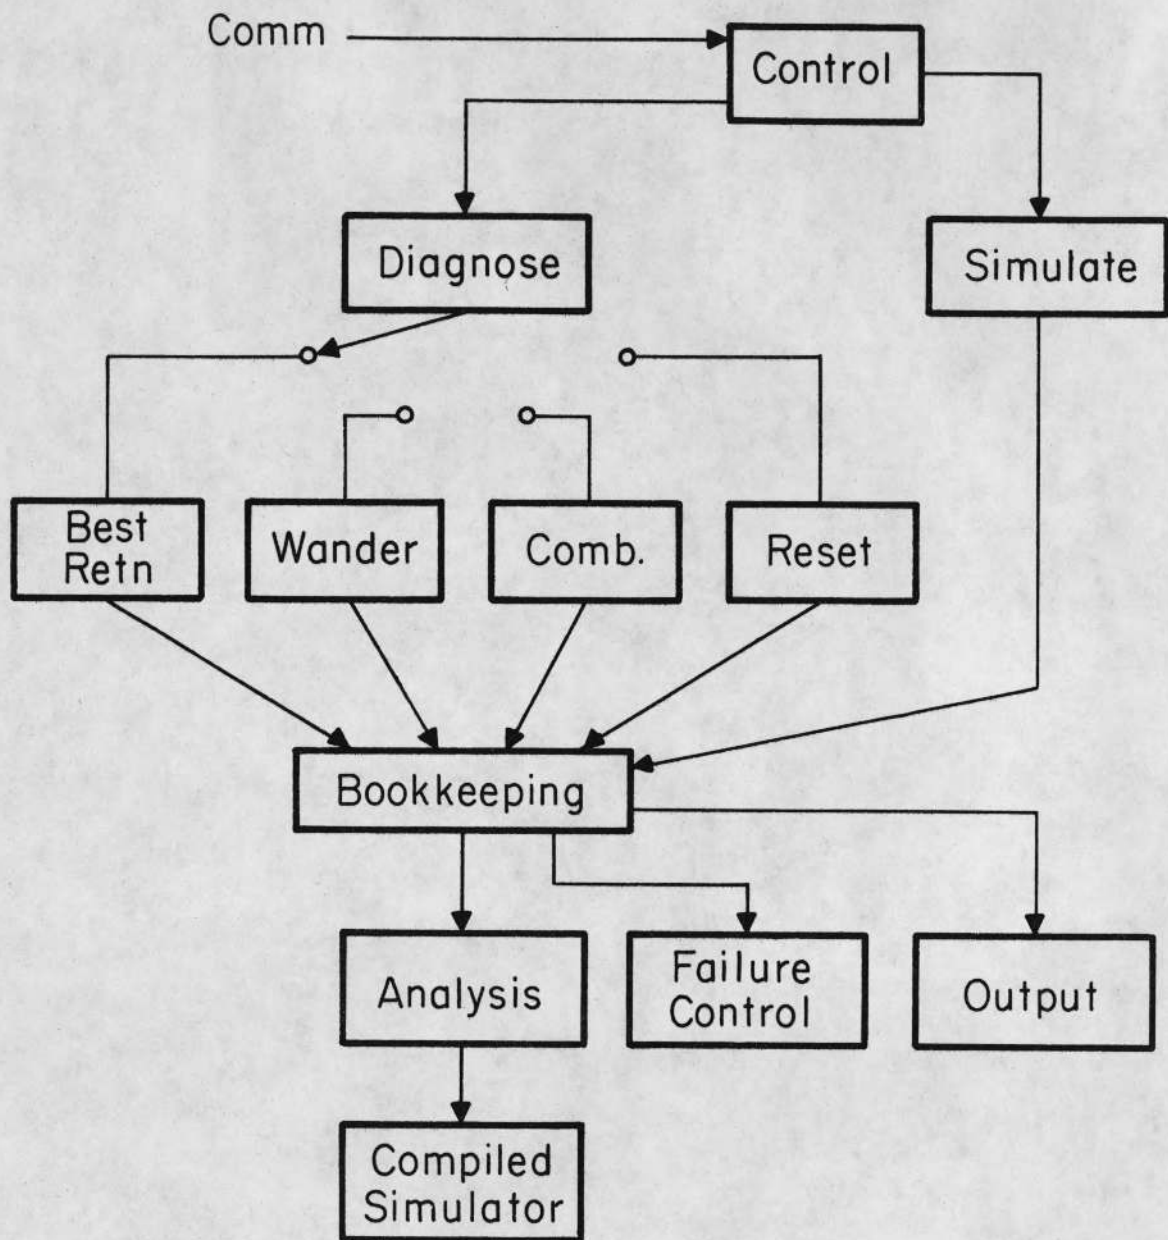 Comm
Control
Diagnose
Simulate
Best
Retn
Wander
Comb.
Reset
Bookkeeping
Analysis
Failure
Control
Output
Compiled
Simulator